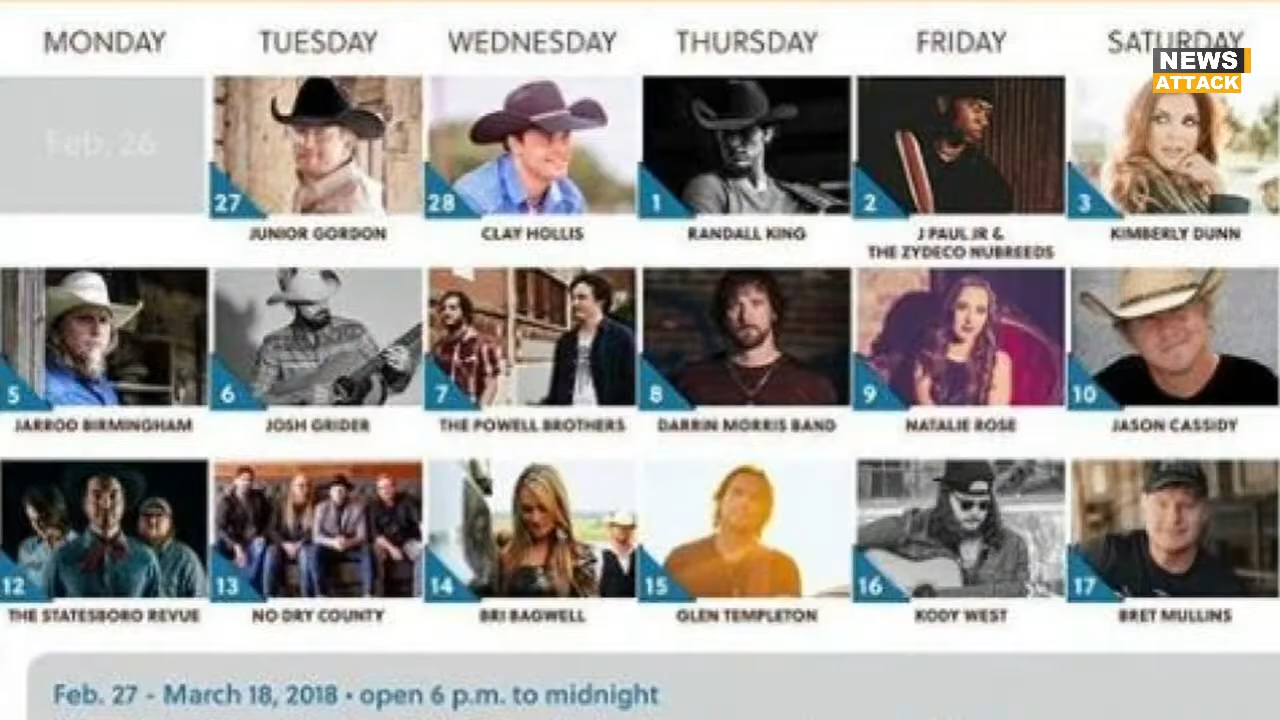 MONDAY TUESDAY WEDNESDAY THURSDAY FRIDAY SATURDAY
NEWS
ATTACK
Feb. 26
27 28 1 2 3
JUNIOR GORDON CLAY HOLLIS RANDALL KING J PAUL JR & KIMBERLY DUNN
THE ZYDECO NUBREEDS
5 6 7 8 9 10
JARROD BIRMINGHAM JOSH GRIDER THE POWELL BROTHERS DARRIN MORRIS BAND NATALIE ROSE JASON CASSIDY
12 13 14 15 16 17
THE STATESBORO REVUE NO DRY COUNTY BRI BAGWELL GLEN TEMPLETON KODY WEST BRET MULLINS
Feb. 27 - March 18, 2018 • open 6 p.m. to midnight